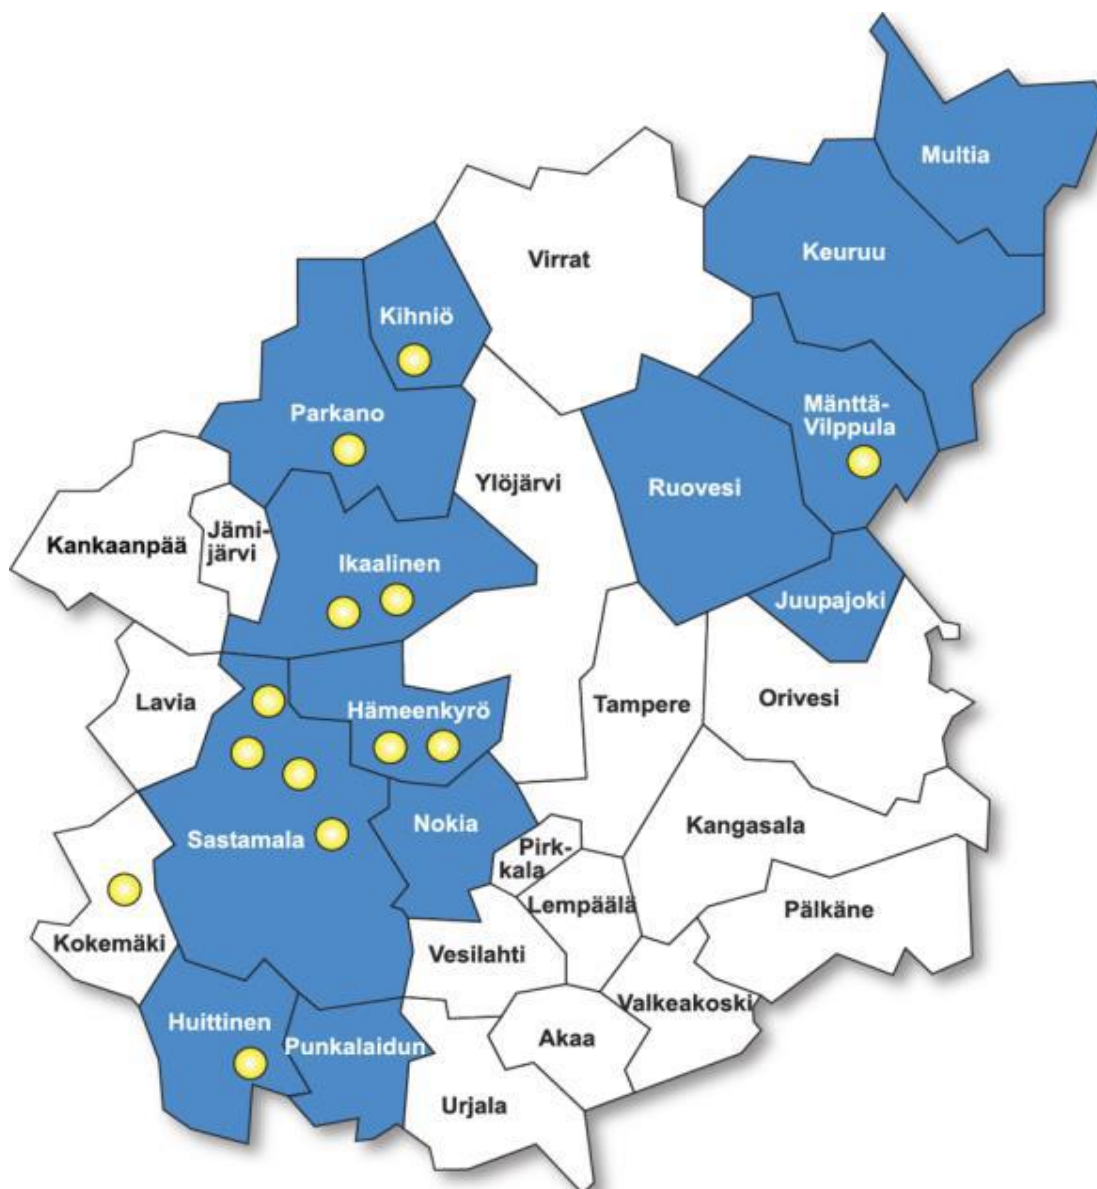 Multia
Keuruu
Virrat
Kihniö
Mänttä-
Vilppula
Parkano
Ylöjärvi
Ruovesi
Kankaanpää
Jämi-
järvi
Ikaalinen
Juupajoki
Lavia
Hämeenkyrö
Tampere
Orivesi
Sastamala
Nokia
Kangasala
Pirk-
kala
Lempäälä
Pälkäne
Kokemäki
Vesilahti
Valkeakoski
Huittinen
Punkalaidun
Akaa
Urjala